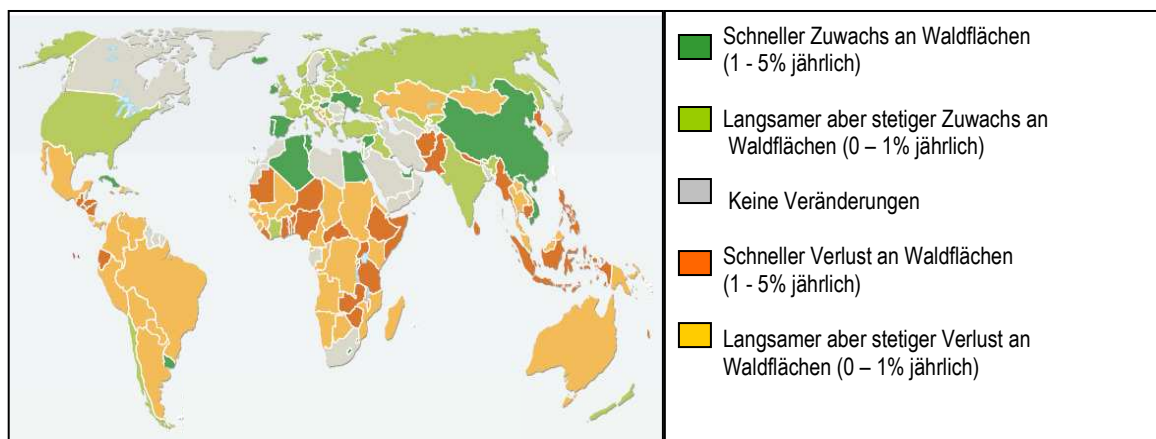 Schneller Zuwachs an Waldflächen
(1 - 5% jährlich)
Langsamer aber stetiger Zuwachs an
Waldflächen (0 – 1% jährlich)
Keine Veränderungen
Schneller Verlust an Waldflächen
(1 - 5% jährlich)
Langsamer aber stetiger Verlust an
Waldflächen (0 – 1% jährlich)